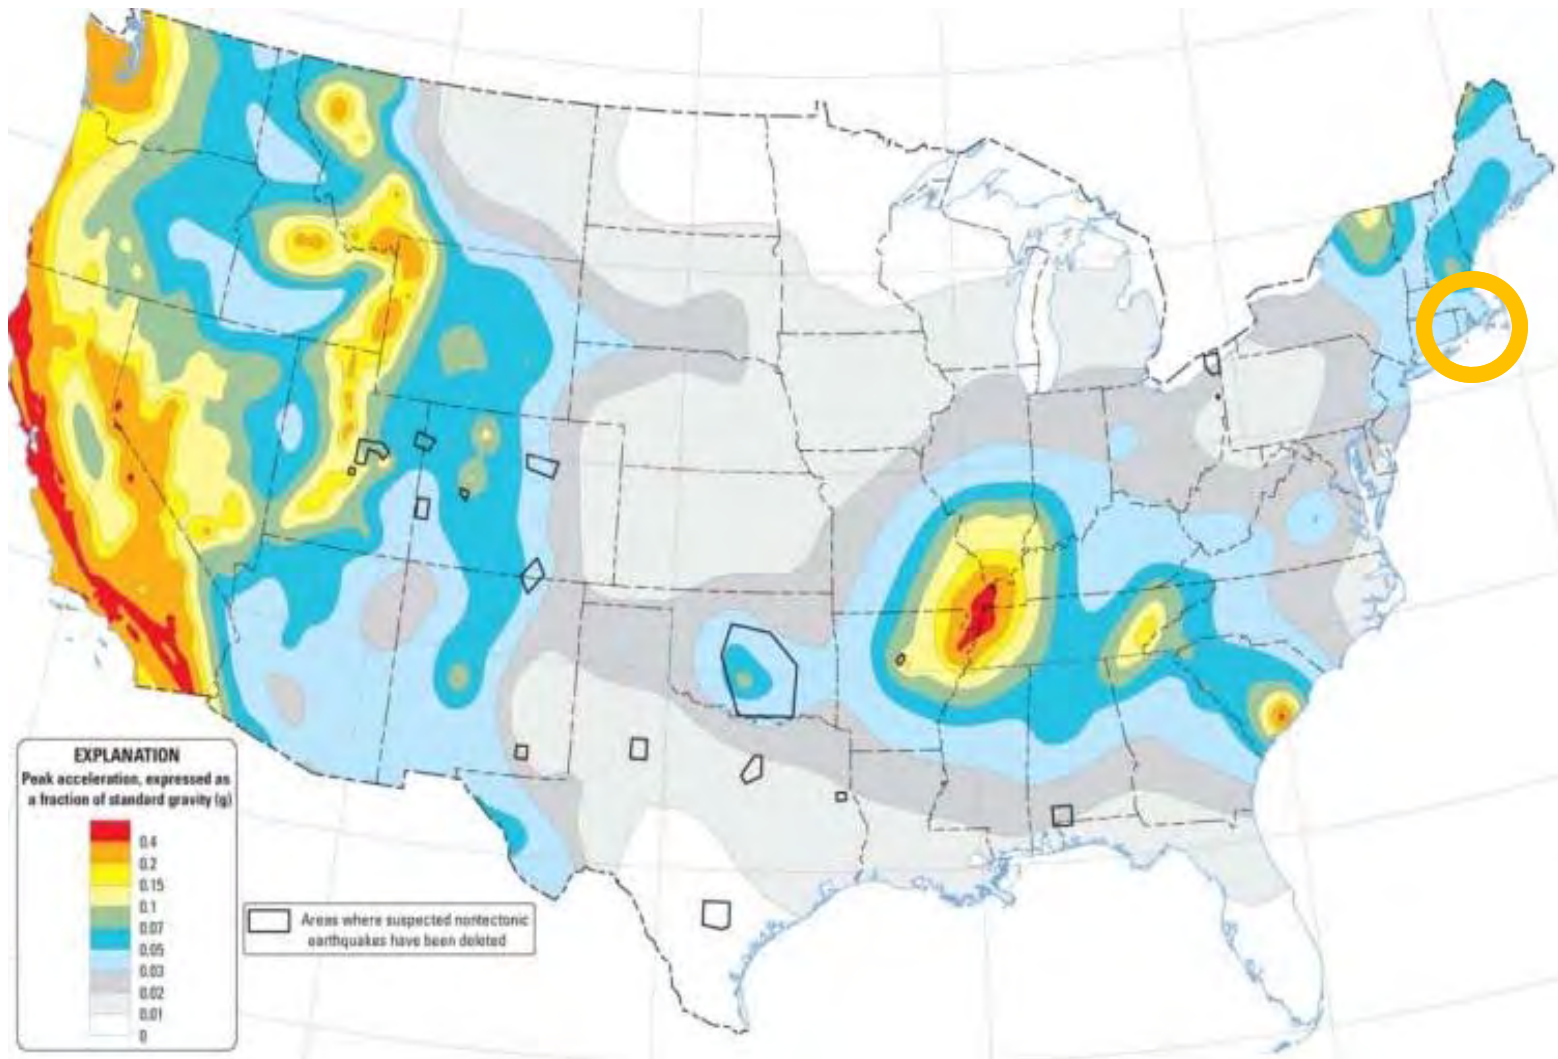 EXPLANATION
Peak acceleration, expressed as
a fraction of standard gravity (g)
0.4
0.2
0.15
0.1
0.07
0.05
0.03
0.02
0.01
0
Areas where suspected nontectonic
earthquakes have been deleted